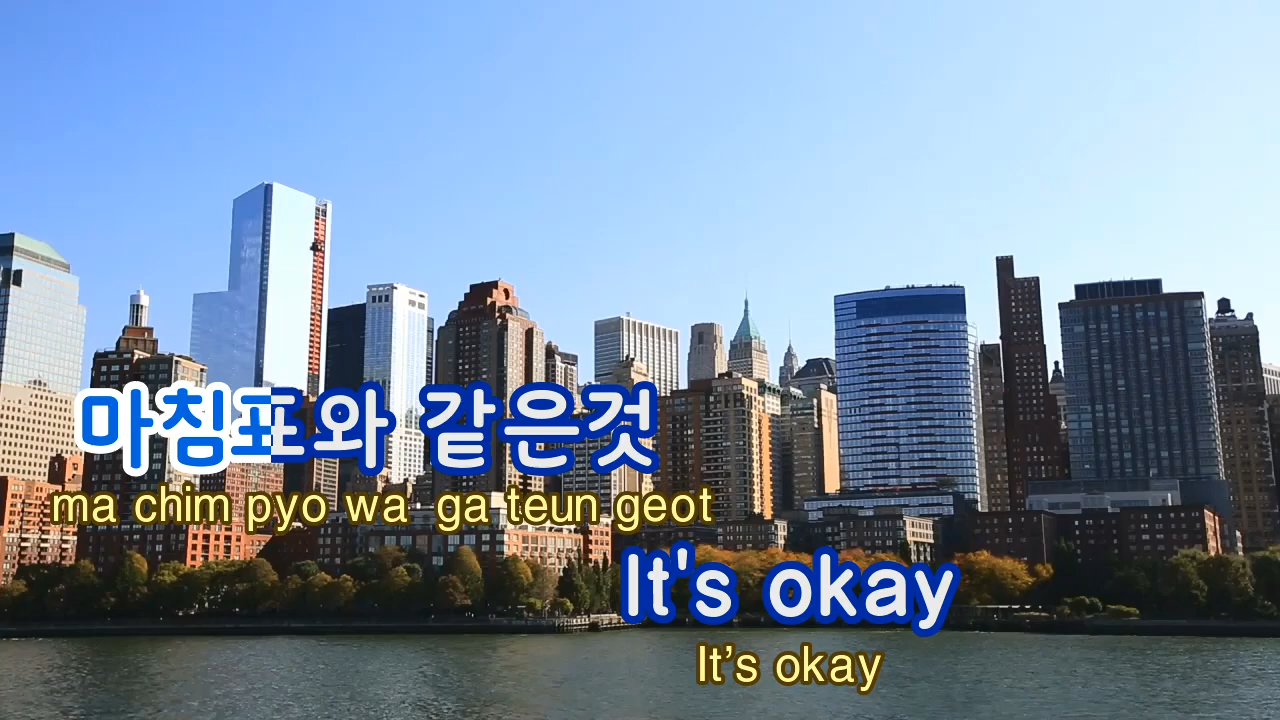 마침표와 같은것
ma chim pyo wa ga teun geot
It's okay
It’s okay